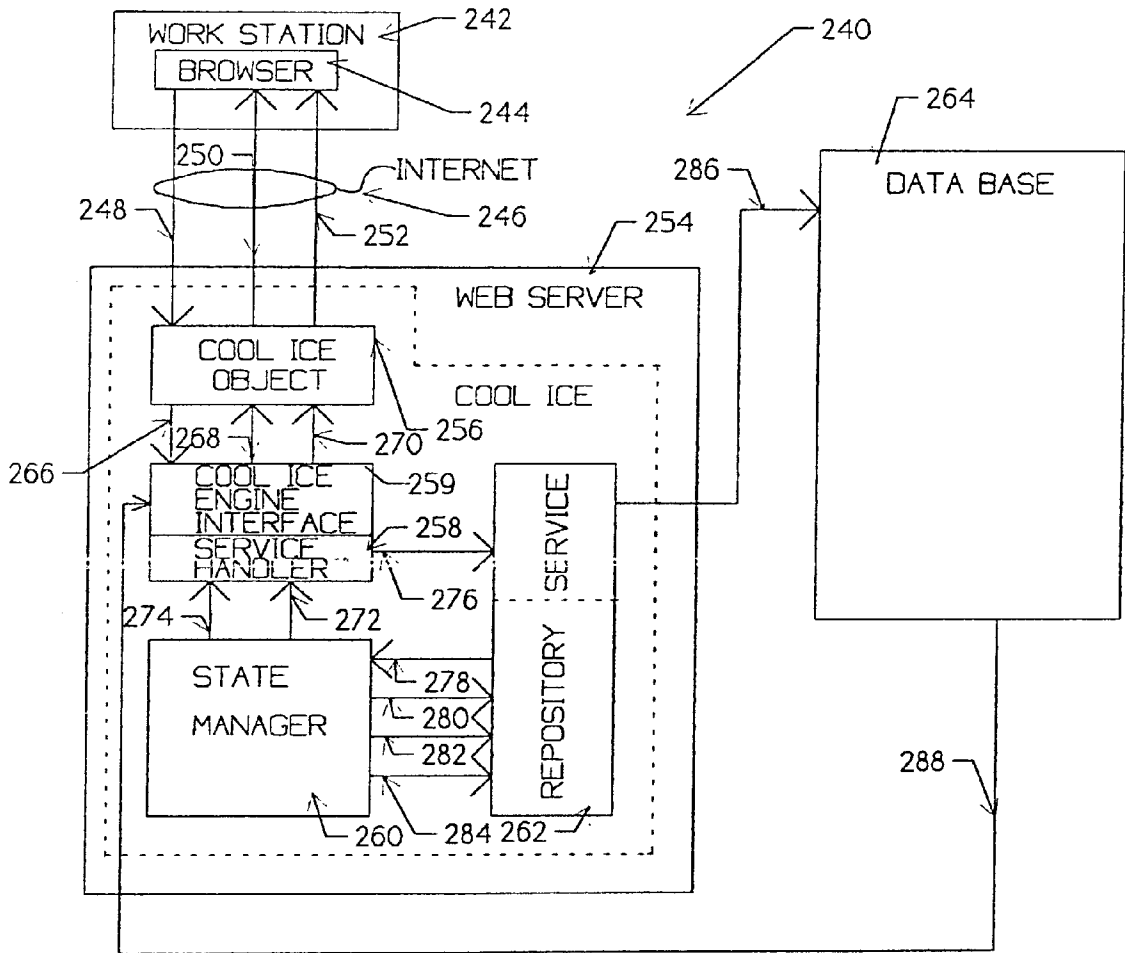 WORK STATION
242
BROWSER
244
240
264
250
INTERNET
246
286
DATA BASE
248
252
254
WEB SERVER
COOL ICE
OBJECT
COOL ICE
266
268
270
256
COOL ICE
ENGINE
INTERFACE
259
258
SERVICE
HANDLER
276
SERVICE
274
272
STATE
MANAGER
278
280
282
284
REPOSITORY
262
260
288